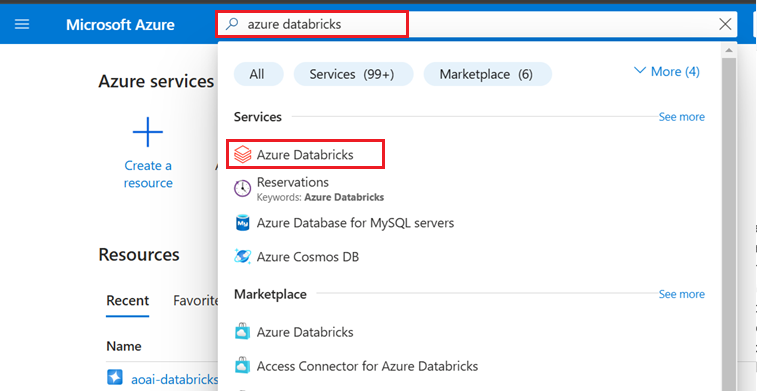 Microsoft Azure
azure databricks
All
Services (99+)
Marketplace (6)
More (4)
Azure services
Create a
resource
Services
See more
Azure Databricks
Reservations
Keywords: Azure Databricks
Azure Database for MySQL servers
Azure Cosmos DB
Resources
Recent
Favorite
Name
aoai-databricks
Marketplace
See more
Azure Databricks
Access Connector for Azure Databricks